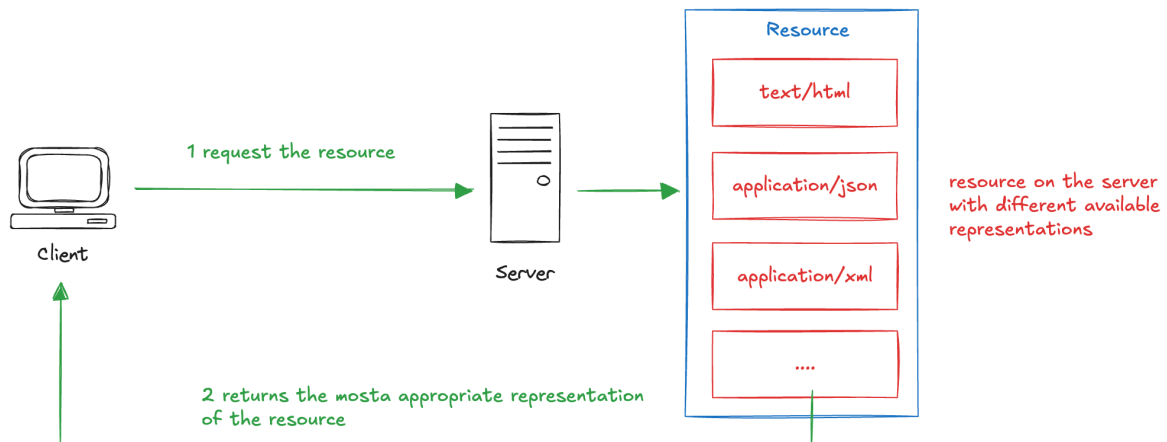 Resource
text/html
1 request the resource
application/json
resource on the server
with different available
representations
Client
Server
application/xml
....
2 returns the mosta appropriate representation
of the resource